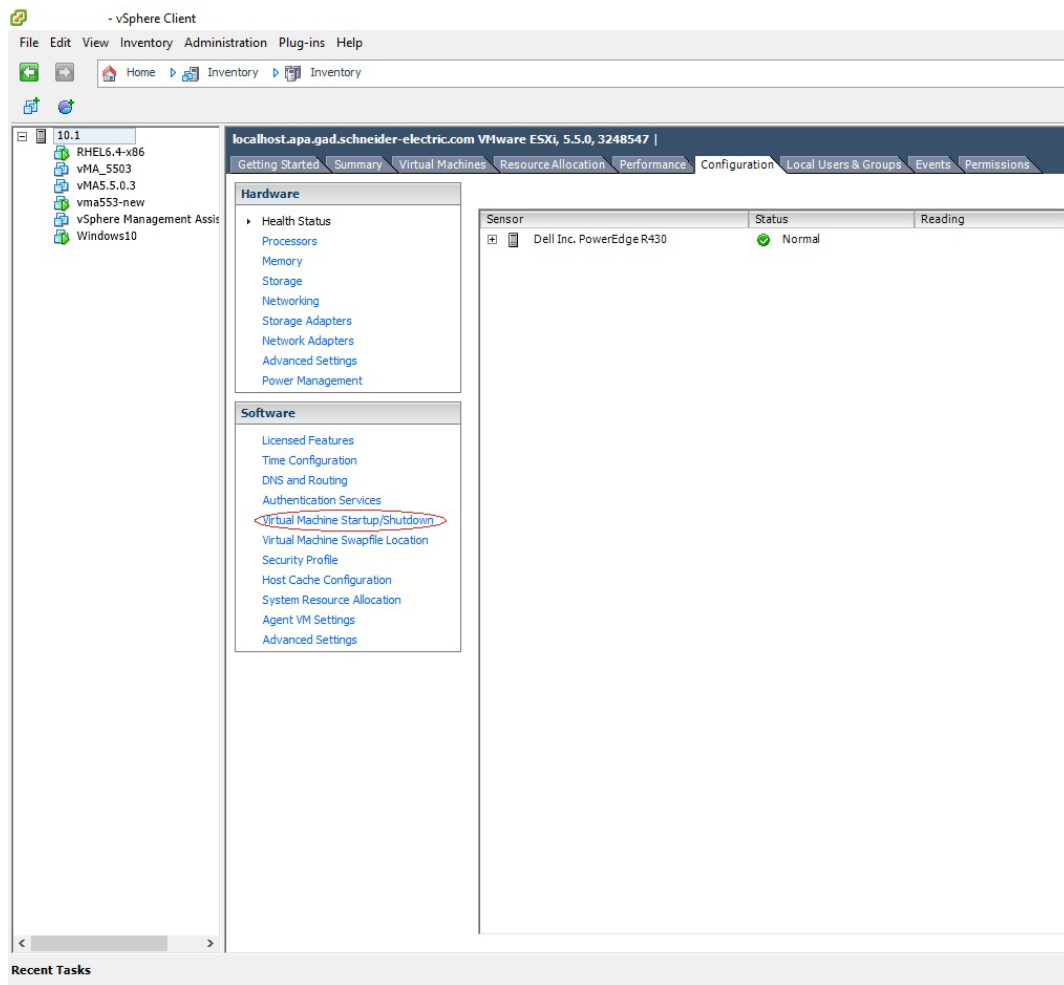 - vSphere Client
File Edit View Inventory Administration Plug-ins Help
Home Inventory Inventory
10.1
RHEL6.4-x86
vMA_5503
vMA5.5.0.3
vma553-new
vSphere Management Assis
Windows10
localhost.apa.gad.schneider-electric.com VMware ESXi, 5.5.0, 3248547 |
Getting Started Summary Virtual Machines Resource Allocation Performance Configuration Local Users & Groups Events Permissions
Hardware
Health Status
Processors
Memory
Storage
Networking
Storage Adapters
Network Adapters
Advanced Settings
Power Management
Software
Licensed Features
Time Configuration
DNS and Routing
Authentication Services
Virtual Machine Startup/Shutdown
Virtual Machine Swapfile Location
Security Profile
Host Cache Configuration
System Resource Allocation
Agent VM Settings
Advanced Settings
Sensor Status Reading
Dell Inc. PowerEdge R430 Normal
Recent Tasks